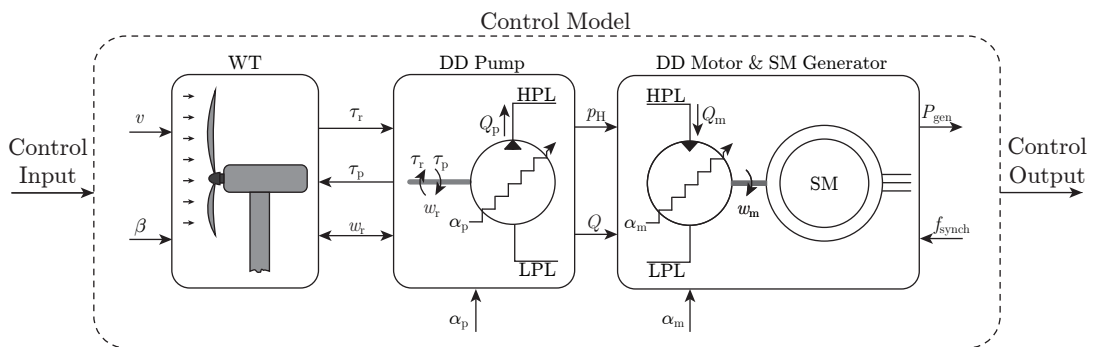 Control Model
WT
DD Pump
DD Motor & SM Generator
Control
Input
v
β
τr
τp
wr
HPL
Qp
τr τp
wr
αp
LPL
αp
pH
Q
HPL
Qm
αm
LPL
wm
SM
αm
Pgen
fsynch
Control
Output